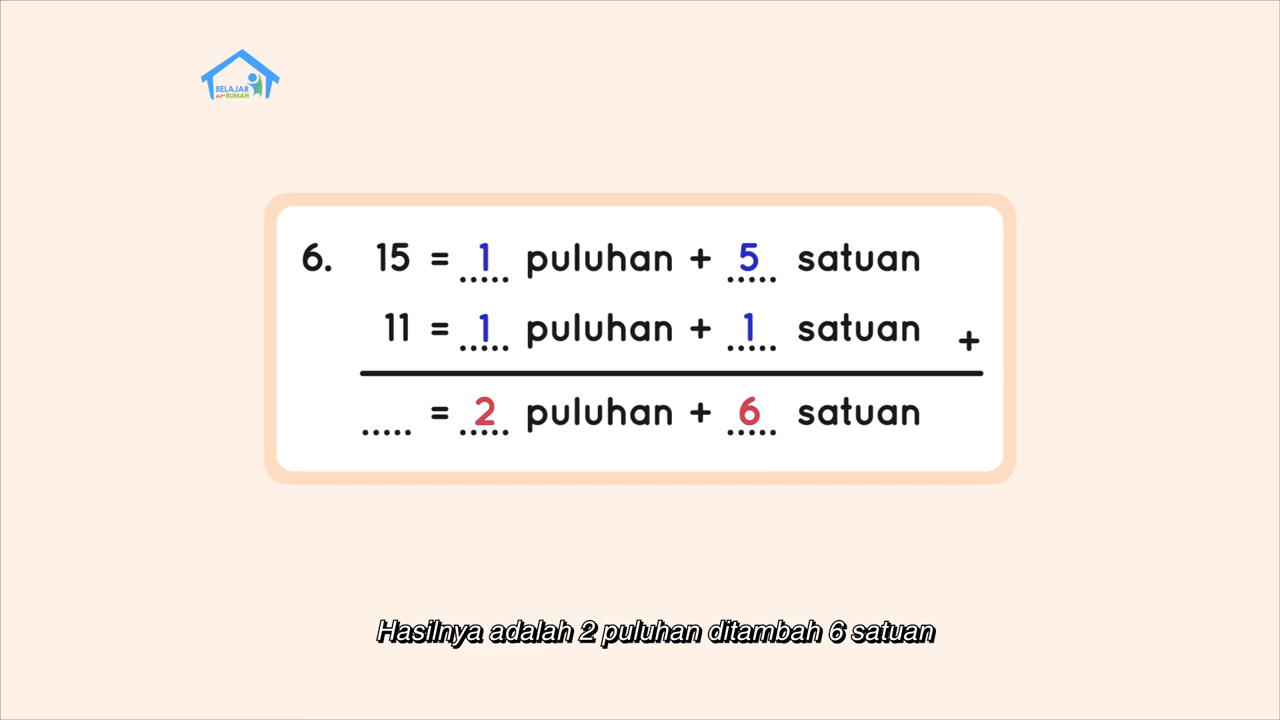 BELAJAR
dari RUMAH
6. 15 = 1 puluhan + 5 satuan
11 = 1 puluhan + 1 satuan +
..... = 2 puluhan + 6 satuan
Hasilnya adalah 2 puluhan ditambah 6 satuan